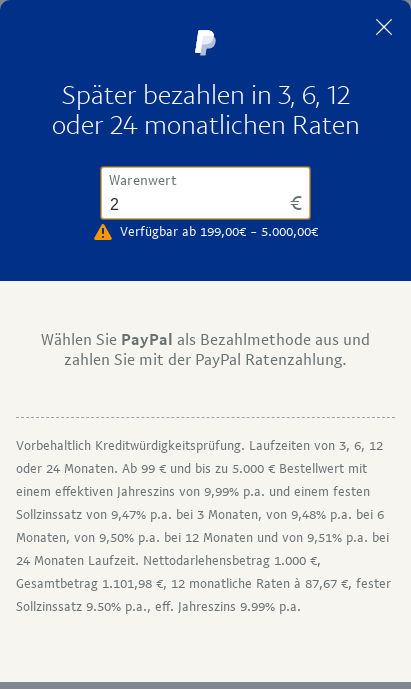 Später bezahlen in 3, 6, 12
oder 24 monatlichen Raten
Warenwert
2 €
Verfügbar ab 199,00€ – 5.000,00€
Wählen Sie PayPal als Bezahlmethode aus und
zahlen Sie mit der PayPal Ratenzahlung.
Vorbehaltlich Kreditwürdigkeitsprüfung. Laufzeiten von 3, 6, 12
oder 24 Monaten. Ab 99 € und bis zu 5.000 € Bestellwert mit
einem effektiven Jahreszins von 9,99% p.a. und einem festen
Sollzinssatz von 9,47% p.a. bei 3 Monaten, von 9,48% p.a. bei 6
Monaten, von 9,50% p.a. bei 12 Monaten und von 9,51% p.a. bei
24 Monaten Laufzeit. Nettodarlehensbetrag 1.000 €,
Gesamtbetrag 1.101,98 €, 12 monatliche Raten à 87,67 €, fester
Sollzinssatz 9.50% p.a., eff. Jahreszins 9.99% p.a.